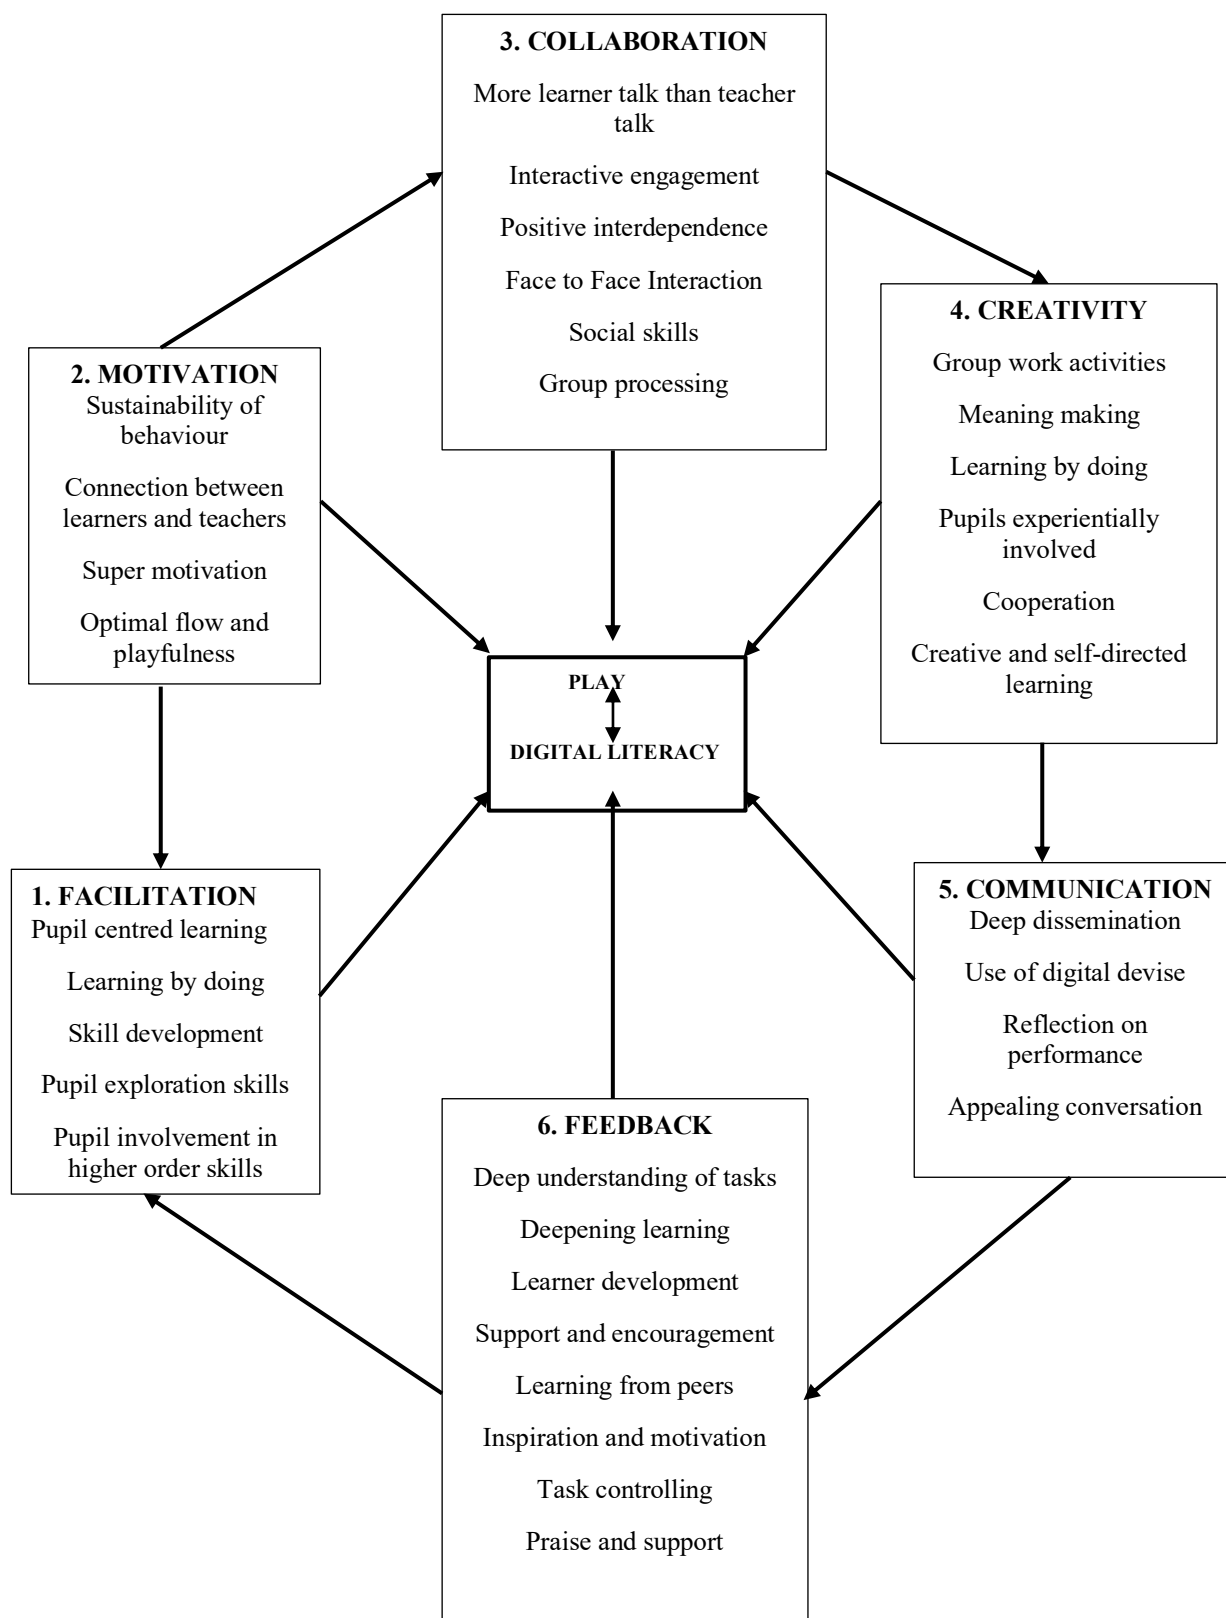 3. COLLABORATION
More learner talk than teacher
talk
Interactive engagement
Positive interdependence
Face to Face Interaction
Social skills
Group processing
2. MOTIVATION
Sustainability of
behaviour
Connection between
learners and teachers
Super motivation
Optimal flow and
playfulness
4. CREATIVITY
Group work activities
Meaning making
Learning by doing
Pupils experientially
involved
Cooperation
Creative and self-directed
learning
PLAY
DIGITAL LITERACY
1. FACILITATION
Pupil centred learning
Learning by doing
Skill development
Pupil exploration skills
Pupil involvement in
higher order skills
5. COMMUNICATION
Deep dissemination
Use of digital devise
Reflection on
performance
Appealing conversation
6. FEEDBACK
Deep understanding of tasks
Deepening learning
Learner development
Support and encouragement
Learning from peers
Inspiration and motivation
Task controlling
Praise and support